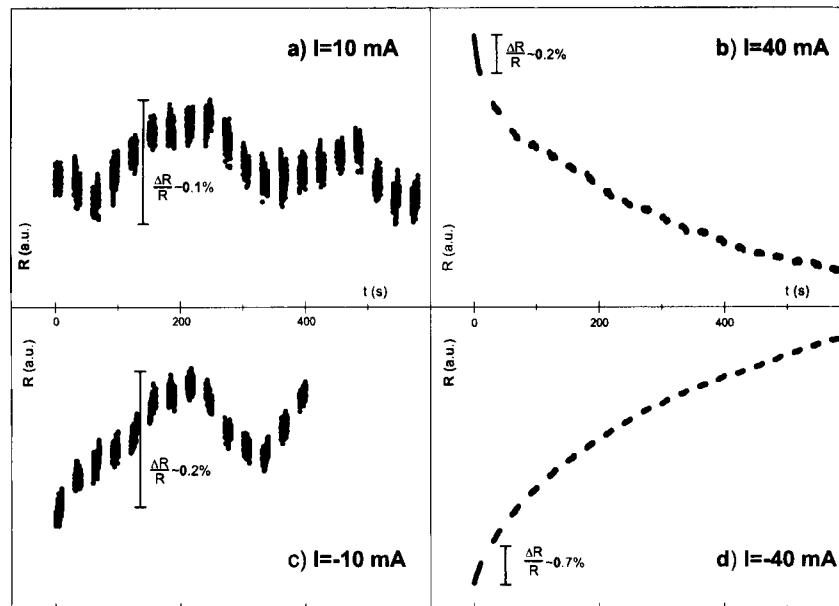 a) I=10 mA
ΔR
R
~0.1%
R (a.u.)
t (s)
b) I=40 mA
ΔR
R
~0.2%
R (a.u.)
t (s)
0
200
400
0
200
400
R (a.u.)
ΔR
R
~0.2%
c) I=-10 mA
R (a.u.)
ΔR
R
~0.7%
d) I=-40 mA